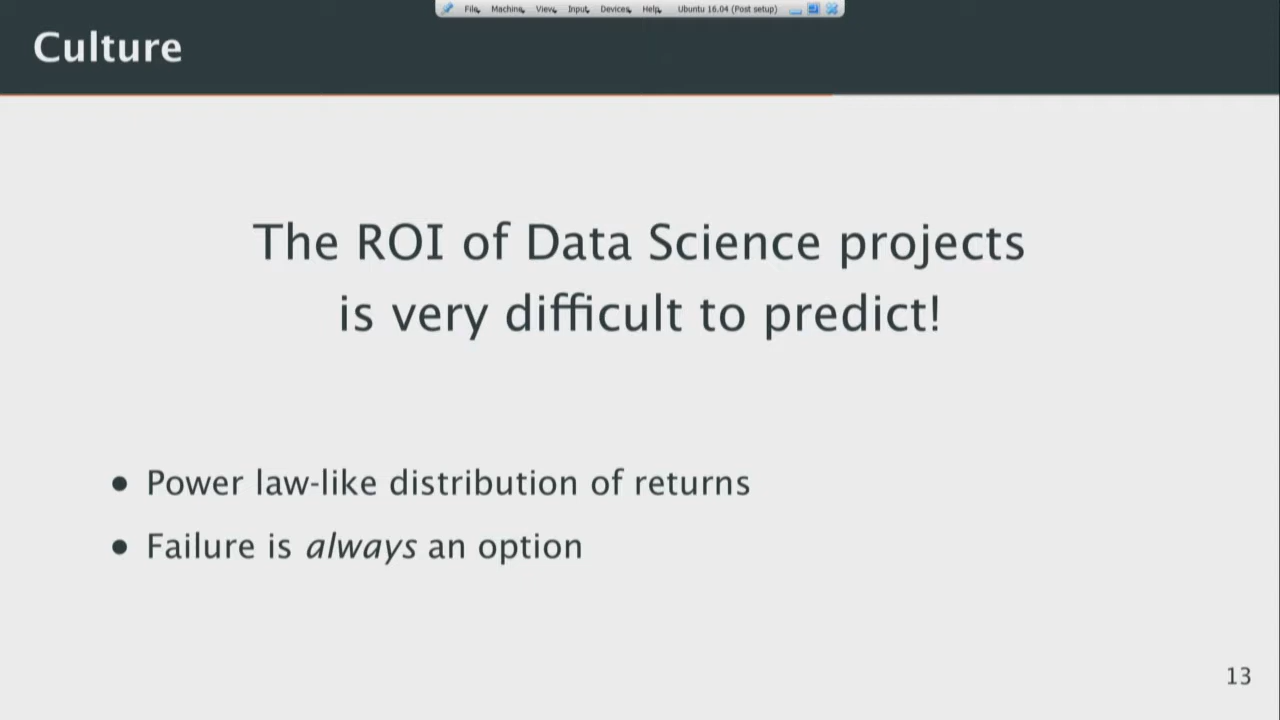 File Machine View Input Devices Help Ubuntu 16.04 (Post setup)
Culture
The ROI of Data Science projects
is very difficult to predict!
• Power law-like distribution of returns
• Failure is always an option
13